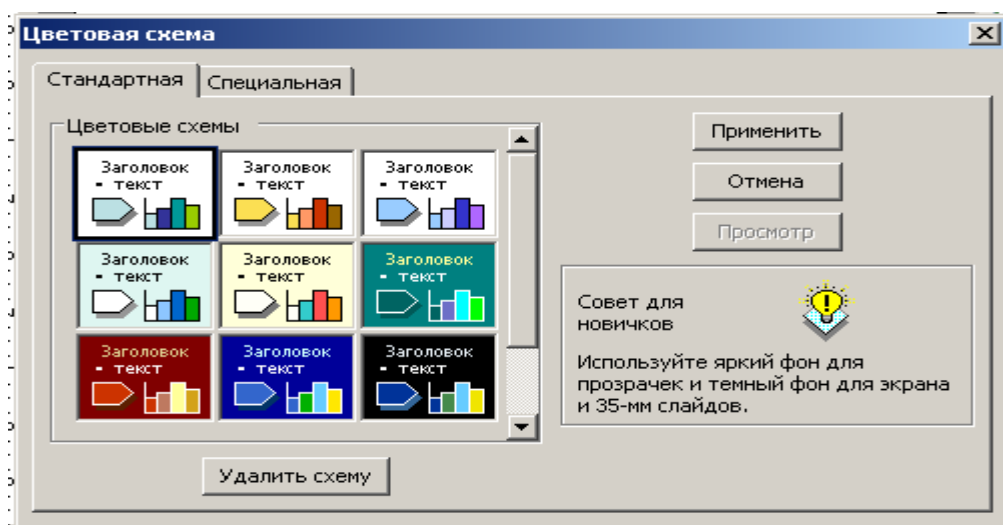 Цветовая схема
Стандартная Специальная
Цветовые схемы
Заголовок Заголовок Заголовок
- текст - текст - текст
Заголовок Заголовок Заголовок
- текст - текст - текст
Заголовок Заголовок Заголовок
- текст - текст - текст
Удалить схему
Применить
Отмена
Просмотр
Совет для
новичков
Используйте яркий фон для
прозрачек и темный фон для экрана
и 35-мм слайдов.